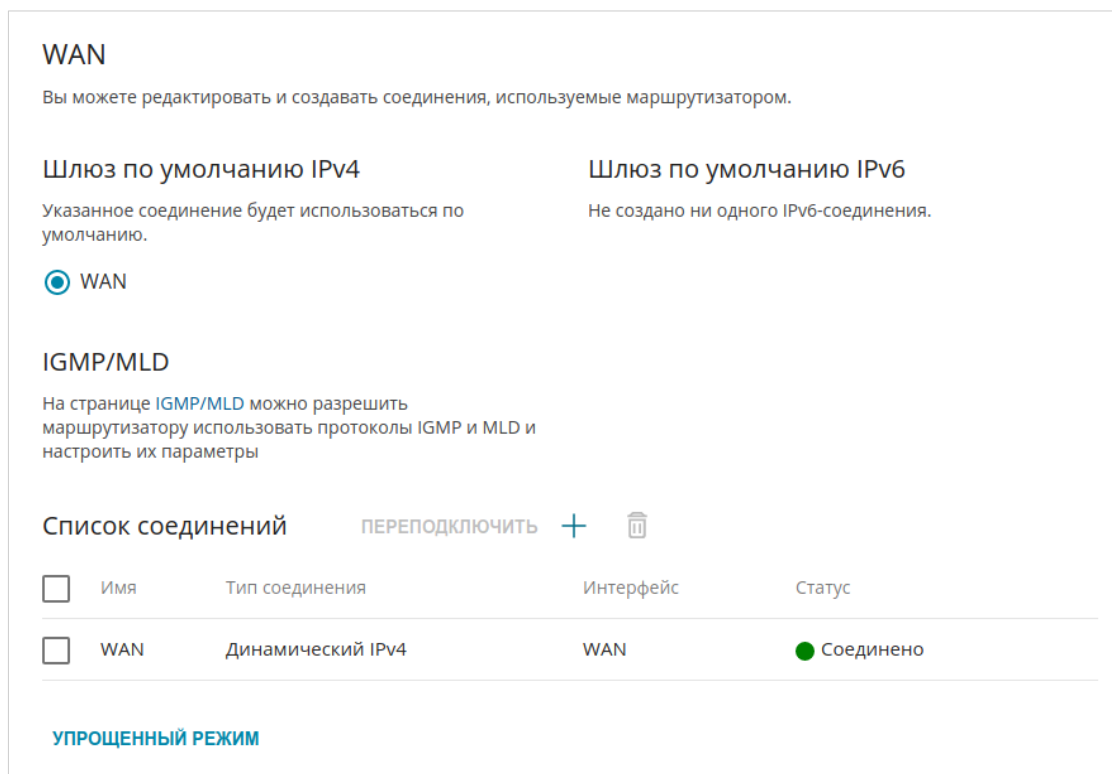 WAN
Вы можете редактировать и создавать соединения, используемые маршрутизатором.
Шлюз по умолчанию IPv4
Указанное соединение будет использоваться по
умолчанию.
WAN
Шлюз по умолчанию IPv6
Не создано ни одного IPv6-соединения.
IGMP/MLD
На странице IGMP/MLD можно разрешить
маршрутизатору использовать протоколы IGMP и MLD и
настроить их параметры
Список соединений ПЕРЕПОДКЛЮЧИТЬ
Имя Тип соединения Интерфейс Статус
WAN Динамический IPv4 WAN Соединено
УПРОЩЕННЫЙ РЕЖИМ